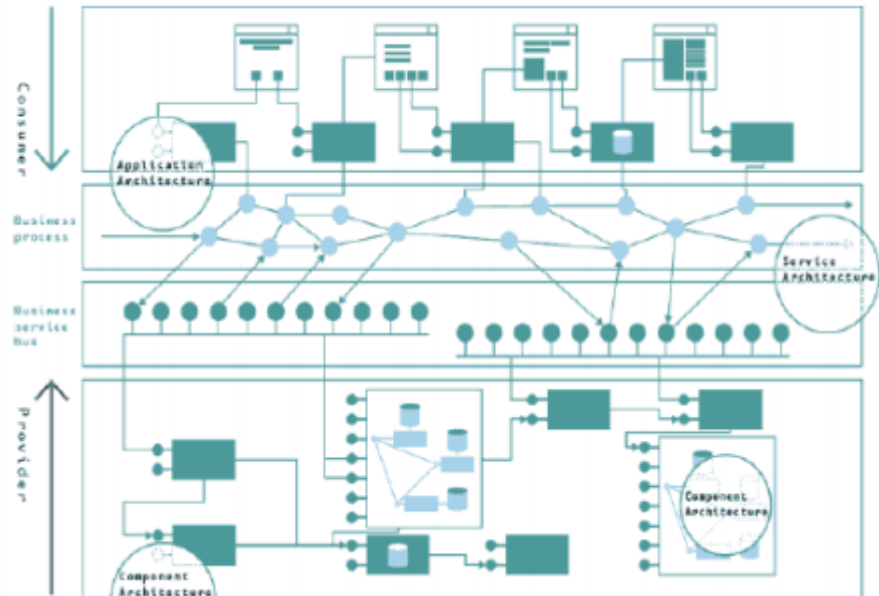 Consumer
Application
Architecture
Business
process
Service
Architecture
Business
service
bus
Provider
Component
Architecture
Component
Architecture